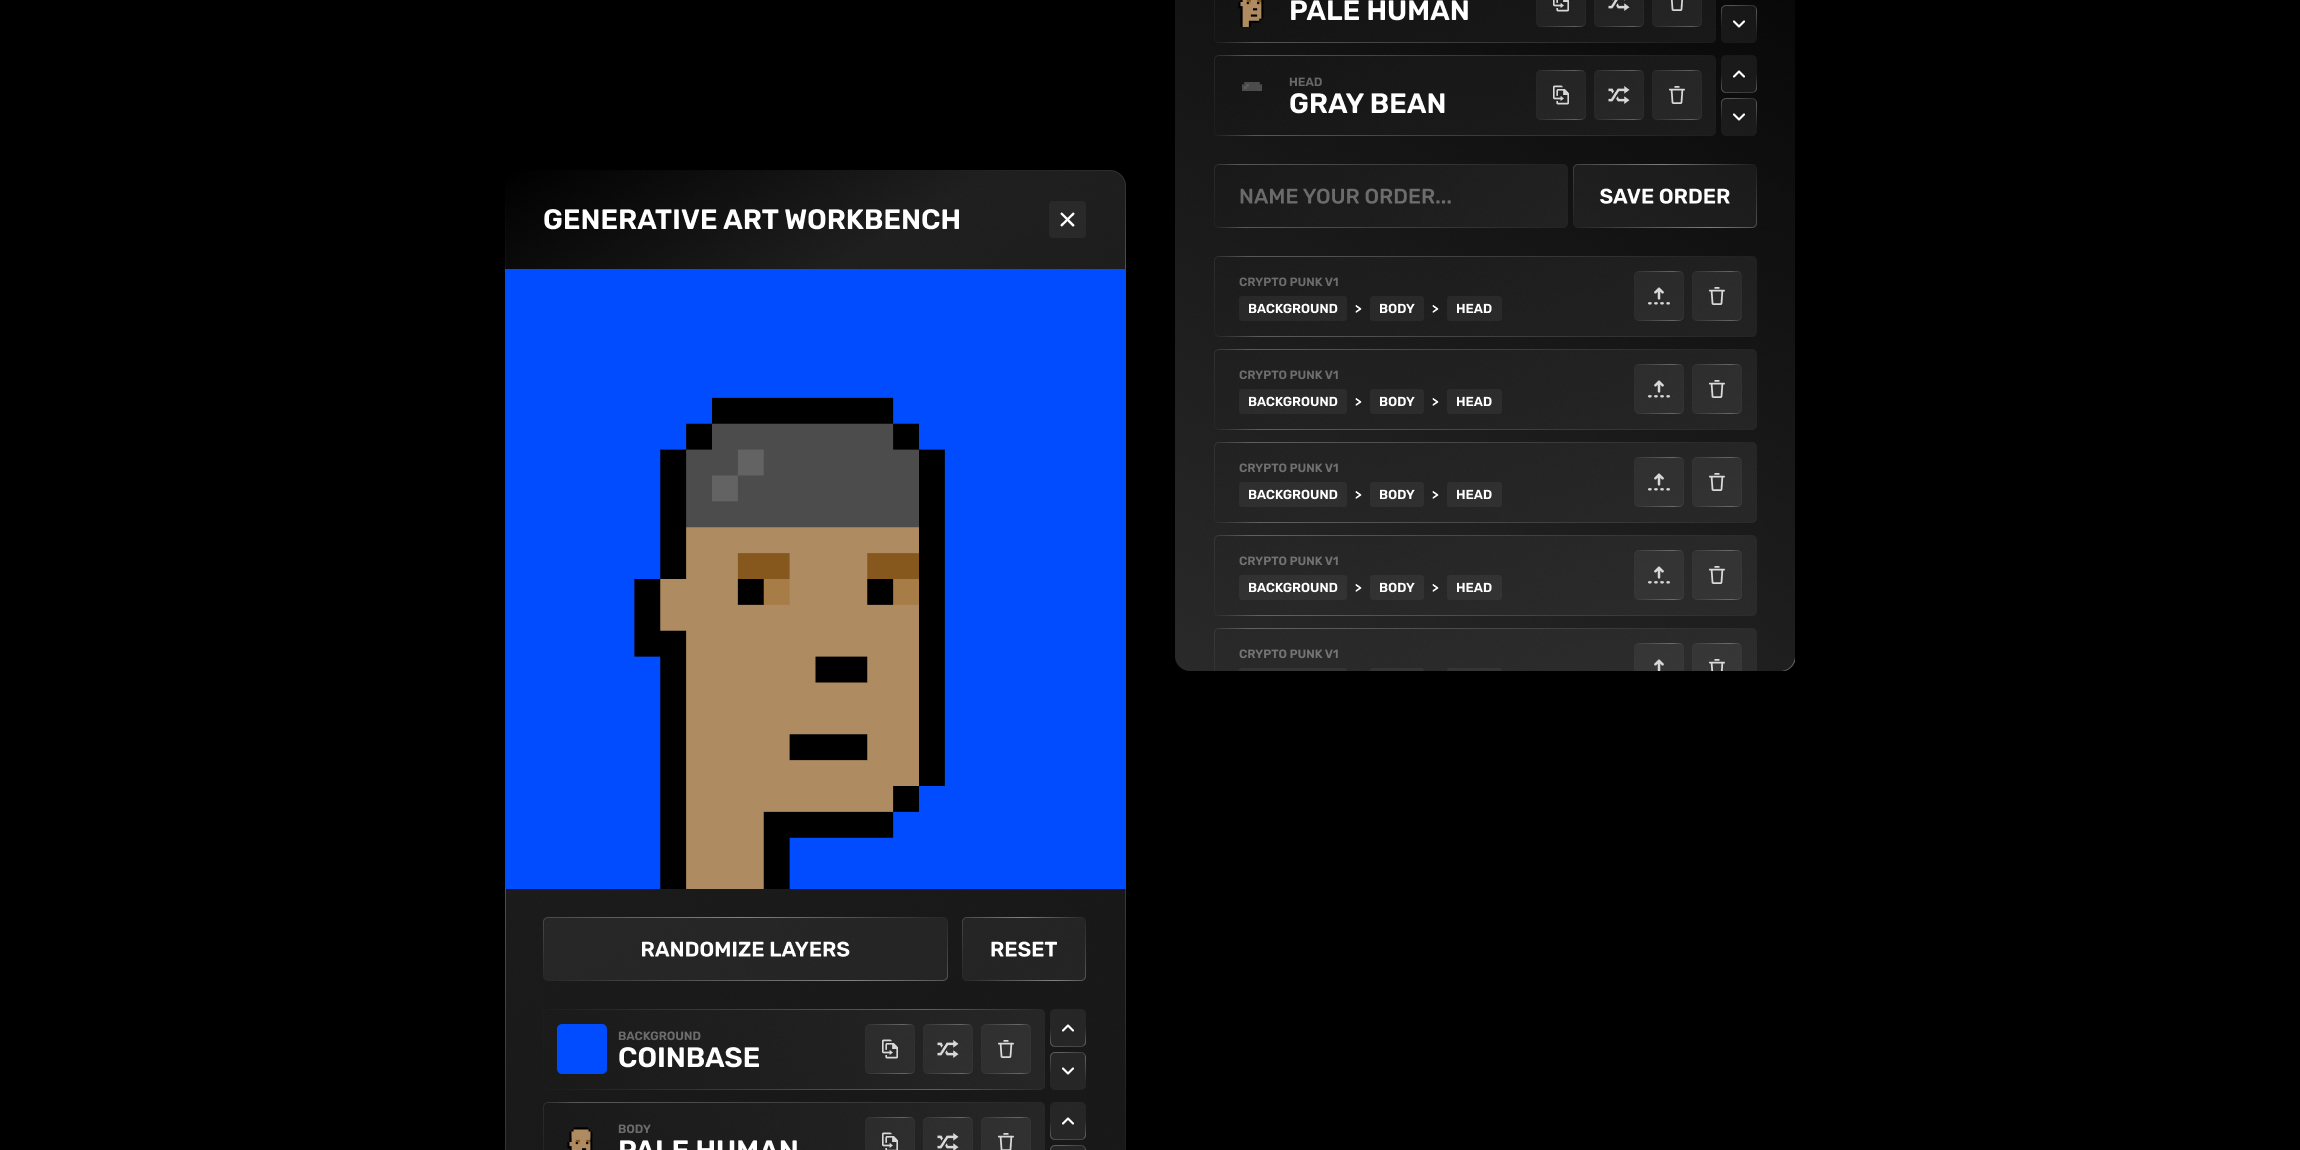 GENERATIVE ART WORKBENCH
RANDOMIZE LAYERS
RESET
BACKGROUND
COINBASE
BODY
PALE HUMAN
PALE HUMAN
HEAD
GRAY BEAN
NAME YOUR ORDER...
SAVE ORDER
CRYPTO PUNK V1
BACKGROUND > BODY > HEAD
CRYPTO PUNK V1
BACKGROUND > BODY > HEAD
CRYPTO PUNK V1
BACKGROUND > BODY > HEAD
CRYPTO PUNK V1
BACKGROUND > BODY > HEAD
CRYPTO PUNK V1